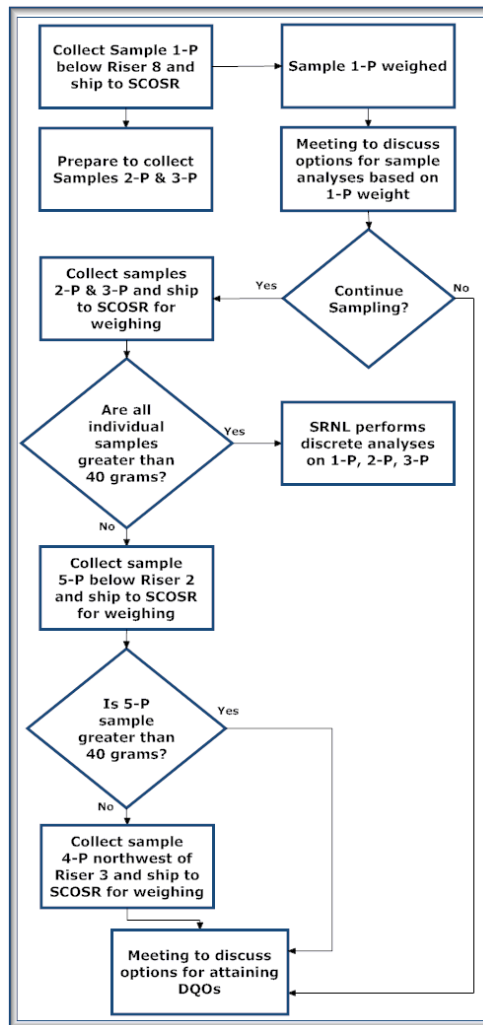 Collect Sample 1-P
below Riser 8 and
ship to SCOSR
Sample 1-P weighed
Prepare to collect
Samples 2-P & 3-P
Meeting to discuss
options for sample
analyses based on
1-P weight
Continue
Sampling?
Yes
No
Collect samples
2-P & 3-P and ship
to SCOSR for
weighing
Are all
individual
samples
greater than
40 grams?
Yes
No
SRNL performs
discrete analyses
on 1-P, 2-P, 3-P
Collect sample
5-P below Riser 2
and ship to SCOSR
for weighing
Is 5-P
sample
greater than
40 grams?
Yes
No
Collect sample
4-P northwest of
Riser 3 and ship to
SCOSR for weighing
Meeting to discuss
options for attaining
DQOs